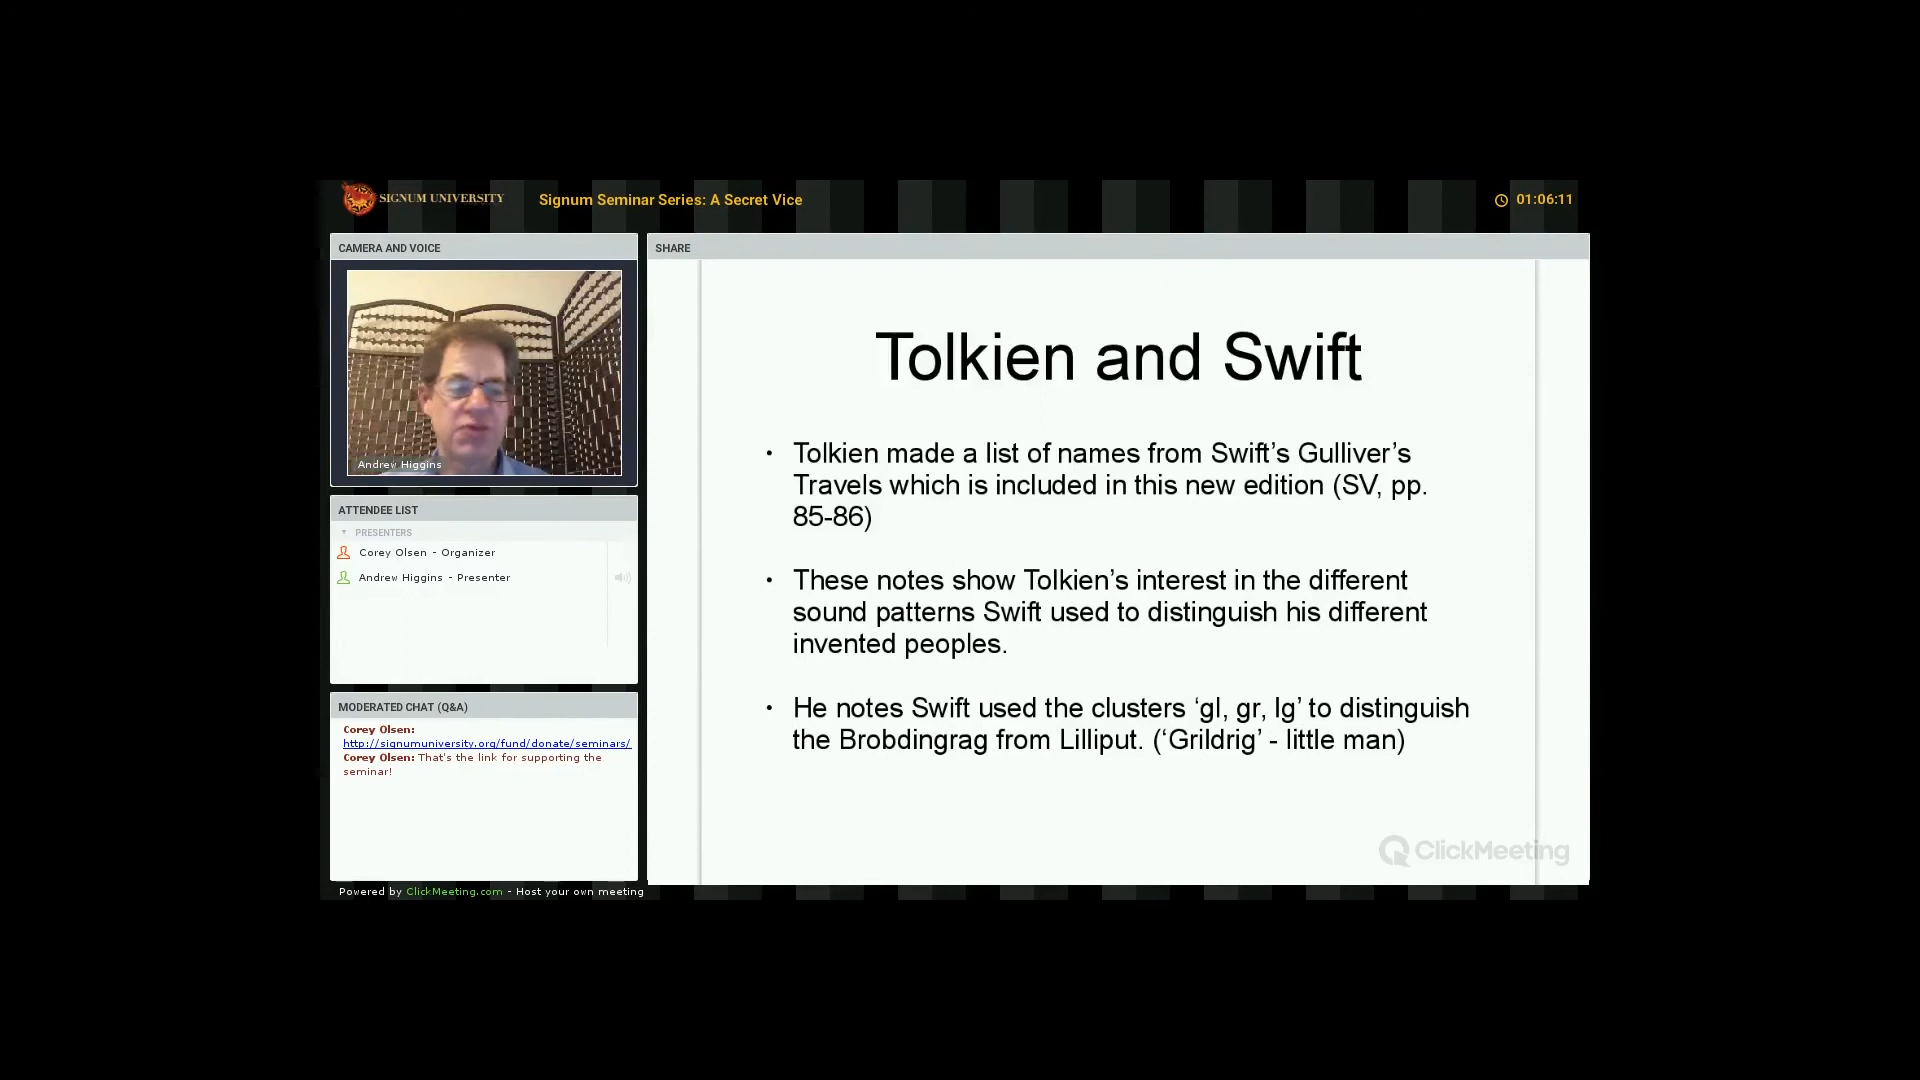 SIGNUM UNIVERSITY
Signum Seminar Series: A Secret Vice
01:06:11
CAMERA AND VOICE
Andrew Higgins
ATTENDEE LIST
PRESENTERS
Corey Olsen - Organizer
Andrew Higgins - Presenter
MODERATED CHAT (Q&A)
Corey Olsen:
http://signumuniversity.org/fund/donate/seminars/
Corey Olsen: That's the link for supporting the
seminar!
Powered by ClickMeeting.com - Host your own meeting
SHARE
Tolkien and Swift
• Tolkien made a list of names from Swift’s Gulliver’s
Travels which is included in this new edition (SV, pp.
85-86)
• These notes show Tolkien’s interest in the different
sound patterns Swift used to distinguish his different
invented peoples.
• He notes Swift used the clusters ‘gl, gr, lg’ to distinguish
the Brobdingrag from Lilliput. (‘Grildrig’ - little man)
ClickMeeting